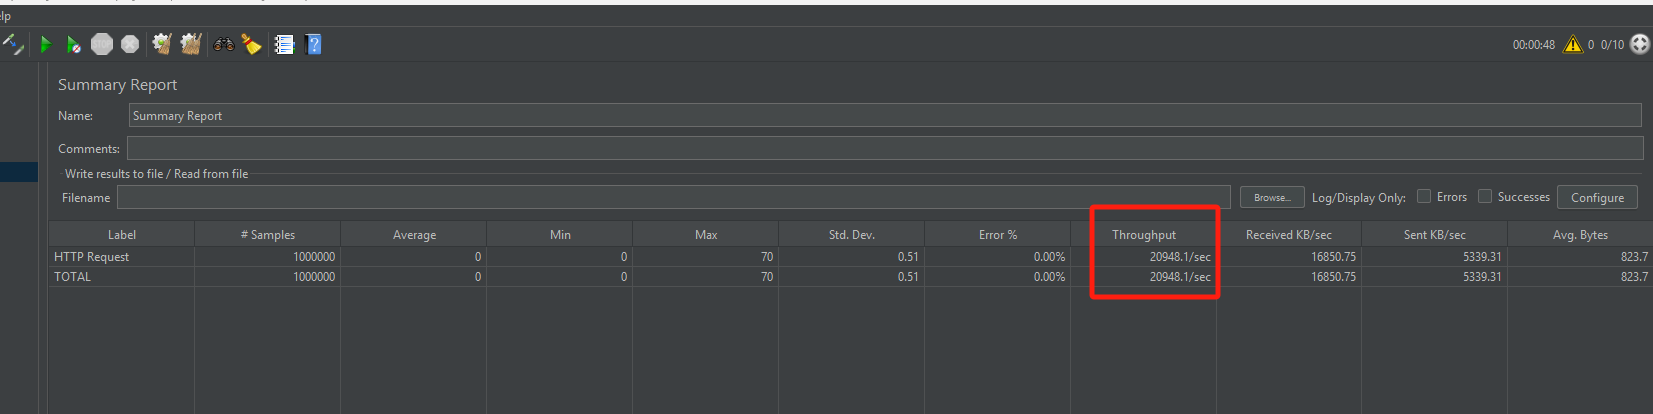 elp
00:00:48 0 0/10
Summary Report
Name: Summary Report
Comments:
Write results to file / Read from file
Filename Browse... Log/Display Only: Errors Successes Configure
Label # Samples Average Min Max Std. Dev. Error % Throughput Received KB/sec Sent KB/sec Avg. Bytes
HTTP Request 1000000 0 0 70 0.51 0.00% 20948.1/sec 16850.75 5339.31 823.7
TOTAL 1000000 0 0 70 0.51 0.00% 20948.1/sec 16850.75 5339.31 823.7